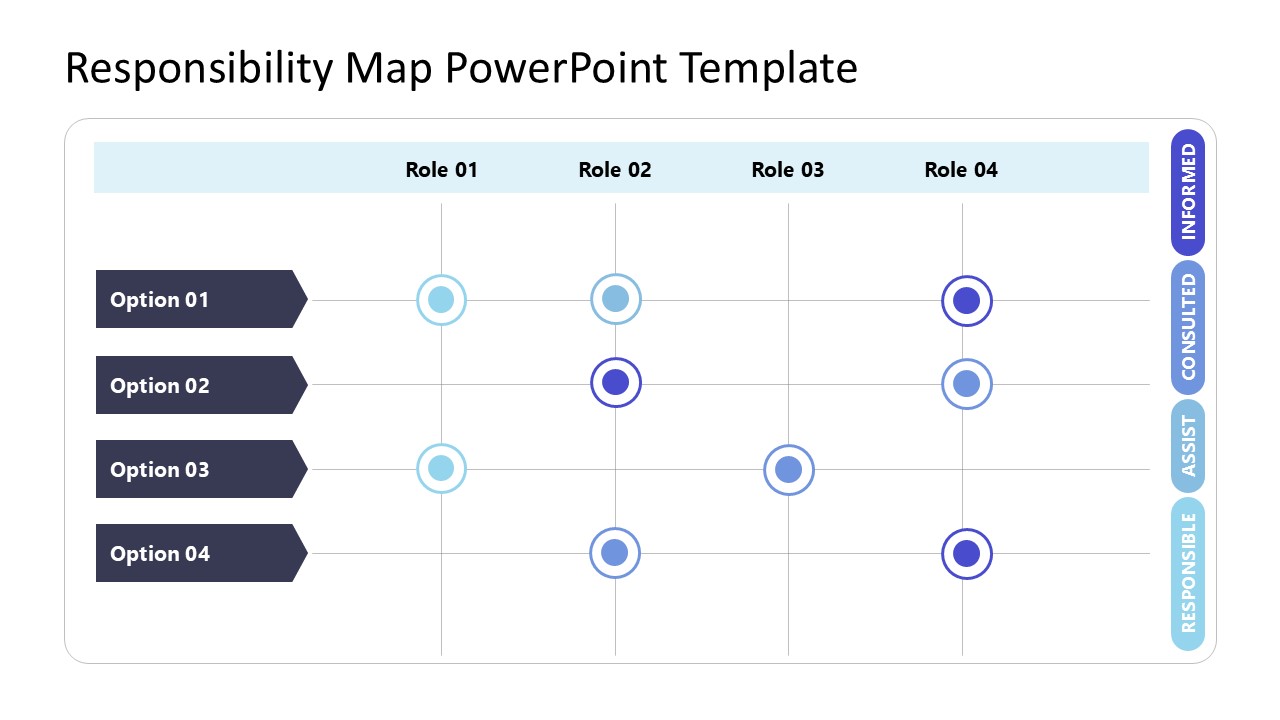 Responsibility Map PowerPoint Template
Role 01 Role 02 Role 03 Role 04
Option 01
Option 02
Option 03
Option 04
INFORMED
CONSULTED
ASSIST
RESPONSIBLE